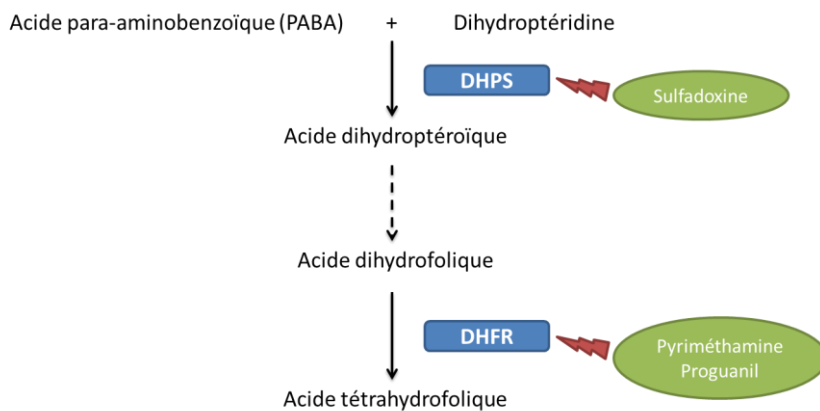 Acide para-aminobenzoïque (PABA) + Dihydroptéridine
DHPS
Sulfadoxine
Acide dihydroptéroïque
Acide dihydrofolique
DHFR
Pyriméthamine
Proguanil
Acide tétrahydrofolique